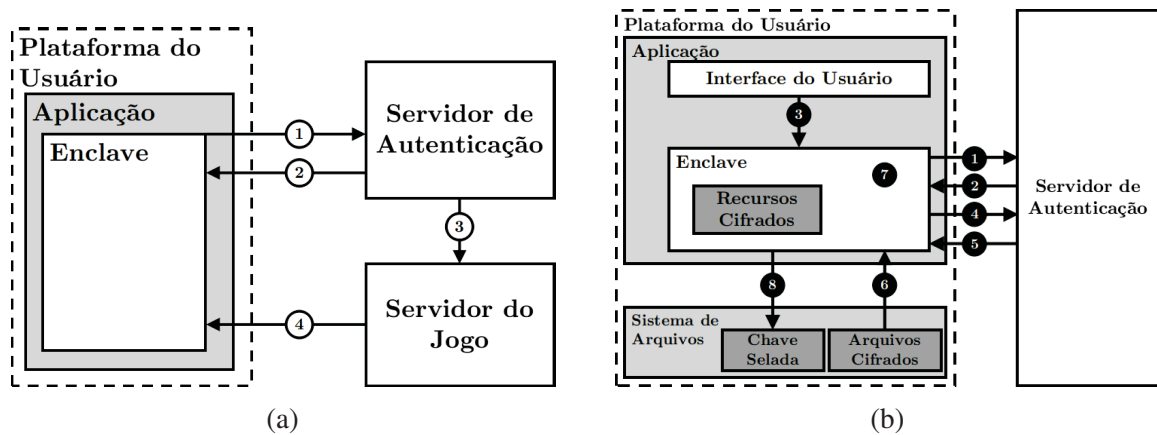 Plataforma do
Usuário
Aplicação
Enclave
1
2
Servidor de
Autenticação
3
4
Servidor do
Jogo
(a)
Plataforma do Usuário
Aplicação
Interface do Usuário
3
Enclave
7
Recursos
Cifrados
1
2
4
5
Servidor de
Autenticação
8
6
Sistema de
Arquivos
Chave
Selada
Arquivos
Cifrados
(b)